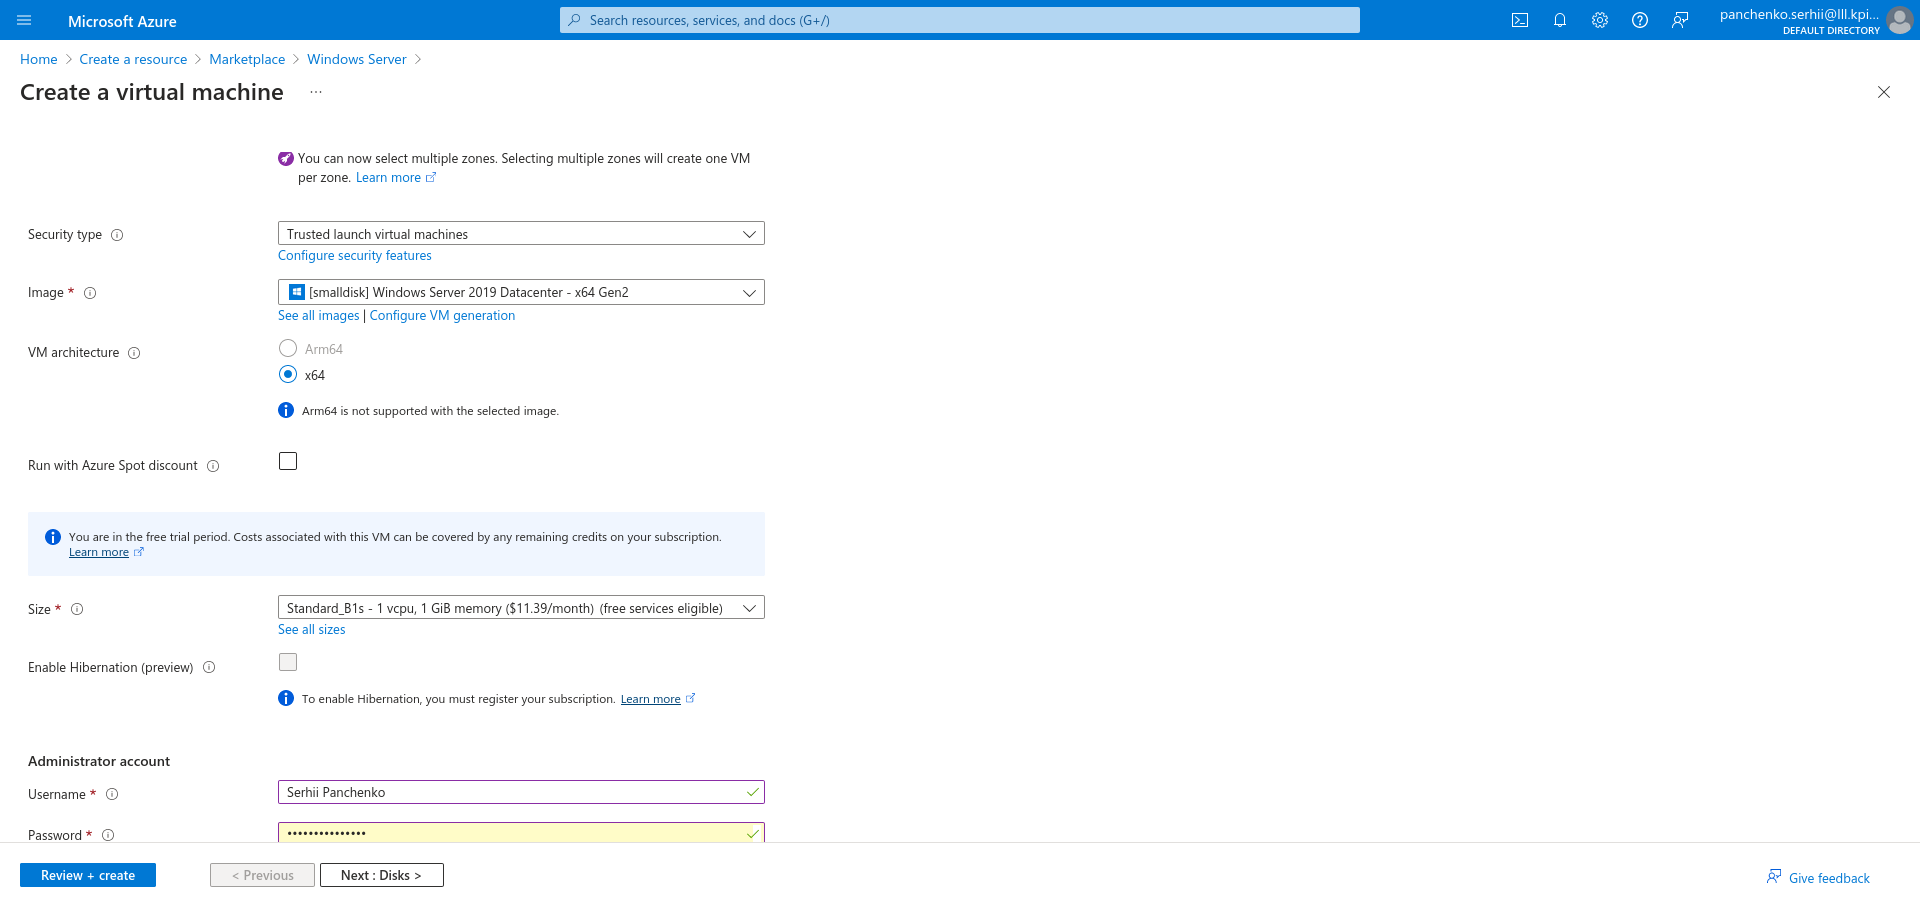 Microsoft Azure
Search resources, services, and docs (G+/)
panchenko.serhii@lll.kpi...
DEFAULT DIRECTORY
Home > Create a resource > Marketplace > Windows Server >
Create a virtual machine ...
You can now select multiple zones. Selecting multiple zones will create one VM
per zone. Learn more
Security type
Trusted launch virtual machines
Configure security features
Image *
[smalldisk] Windows Server 2019 Datacenter - x64 Gen2
See all images | Configure VM generation
VM architecture
Arm64
x64
Arm64 is not supported with the selected image.
Run with Azure Spot discount
You are in the free trial period. Costs associated with this VM can be covered by any remaining credits on your subscription.
Learn more
Size *
Standard_B1s - 1 vcpu, 1 GiB memory ($11.39/month) (free services eligible)
See all sizes
Enable Hibernation (preview)
To enable Hibernation, you must register your subscription. Learn more
Administrator account
Username *
Serhii Panchenko
Password *
•••••••••••••••
Review + create
< Previous
Next : Disks >
Give feedback